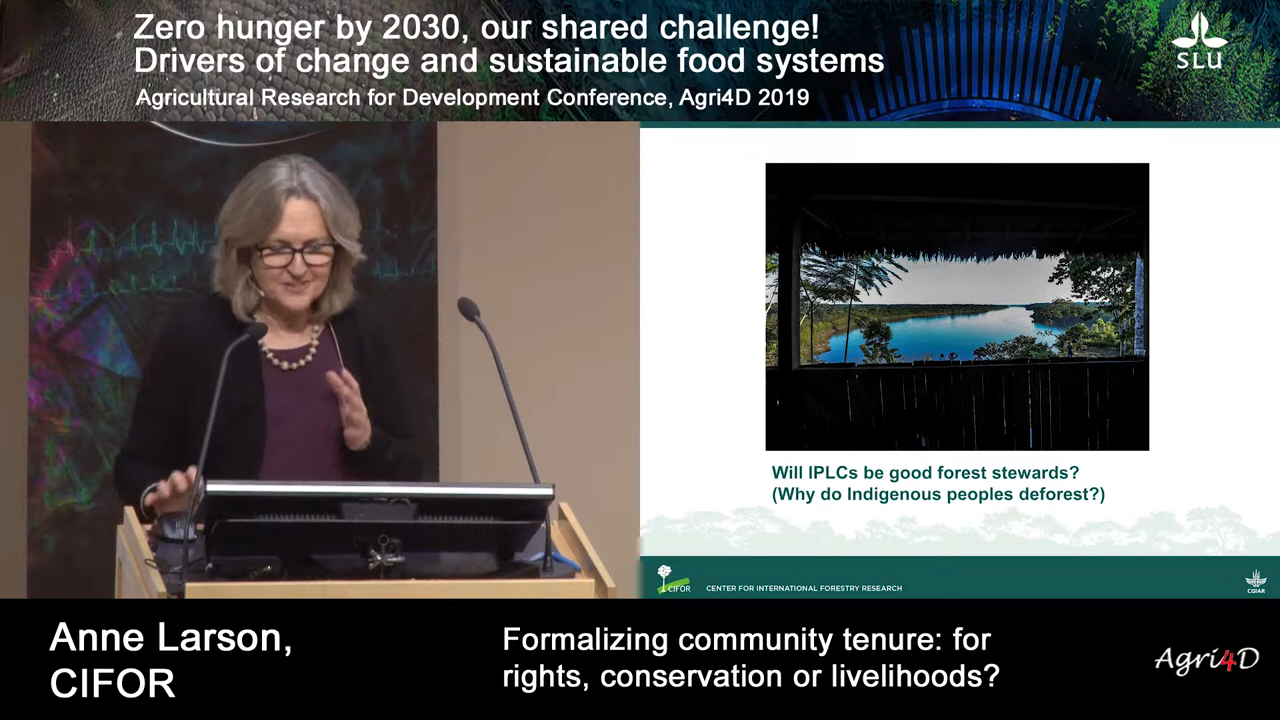 Zero hunger by 2030, our shared challenge!
Drivers of change and sustainable food systems
Agricultural Research for Development Conference, Agri4D 2019
SLU
Will IPLCs be good forest stewards?
(Why do Indigenous peoples deforest?)
CIFOR
CENTER FOR INTERNATIONAL FORESTRY RESEARCH
CGIAR
Anne Larson,
CIFOR
Formalizing community tenure: for
rights, conservation or livelihoods?
Agri4D